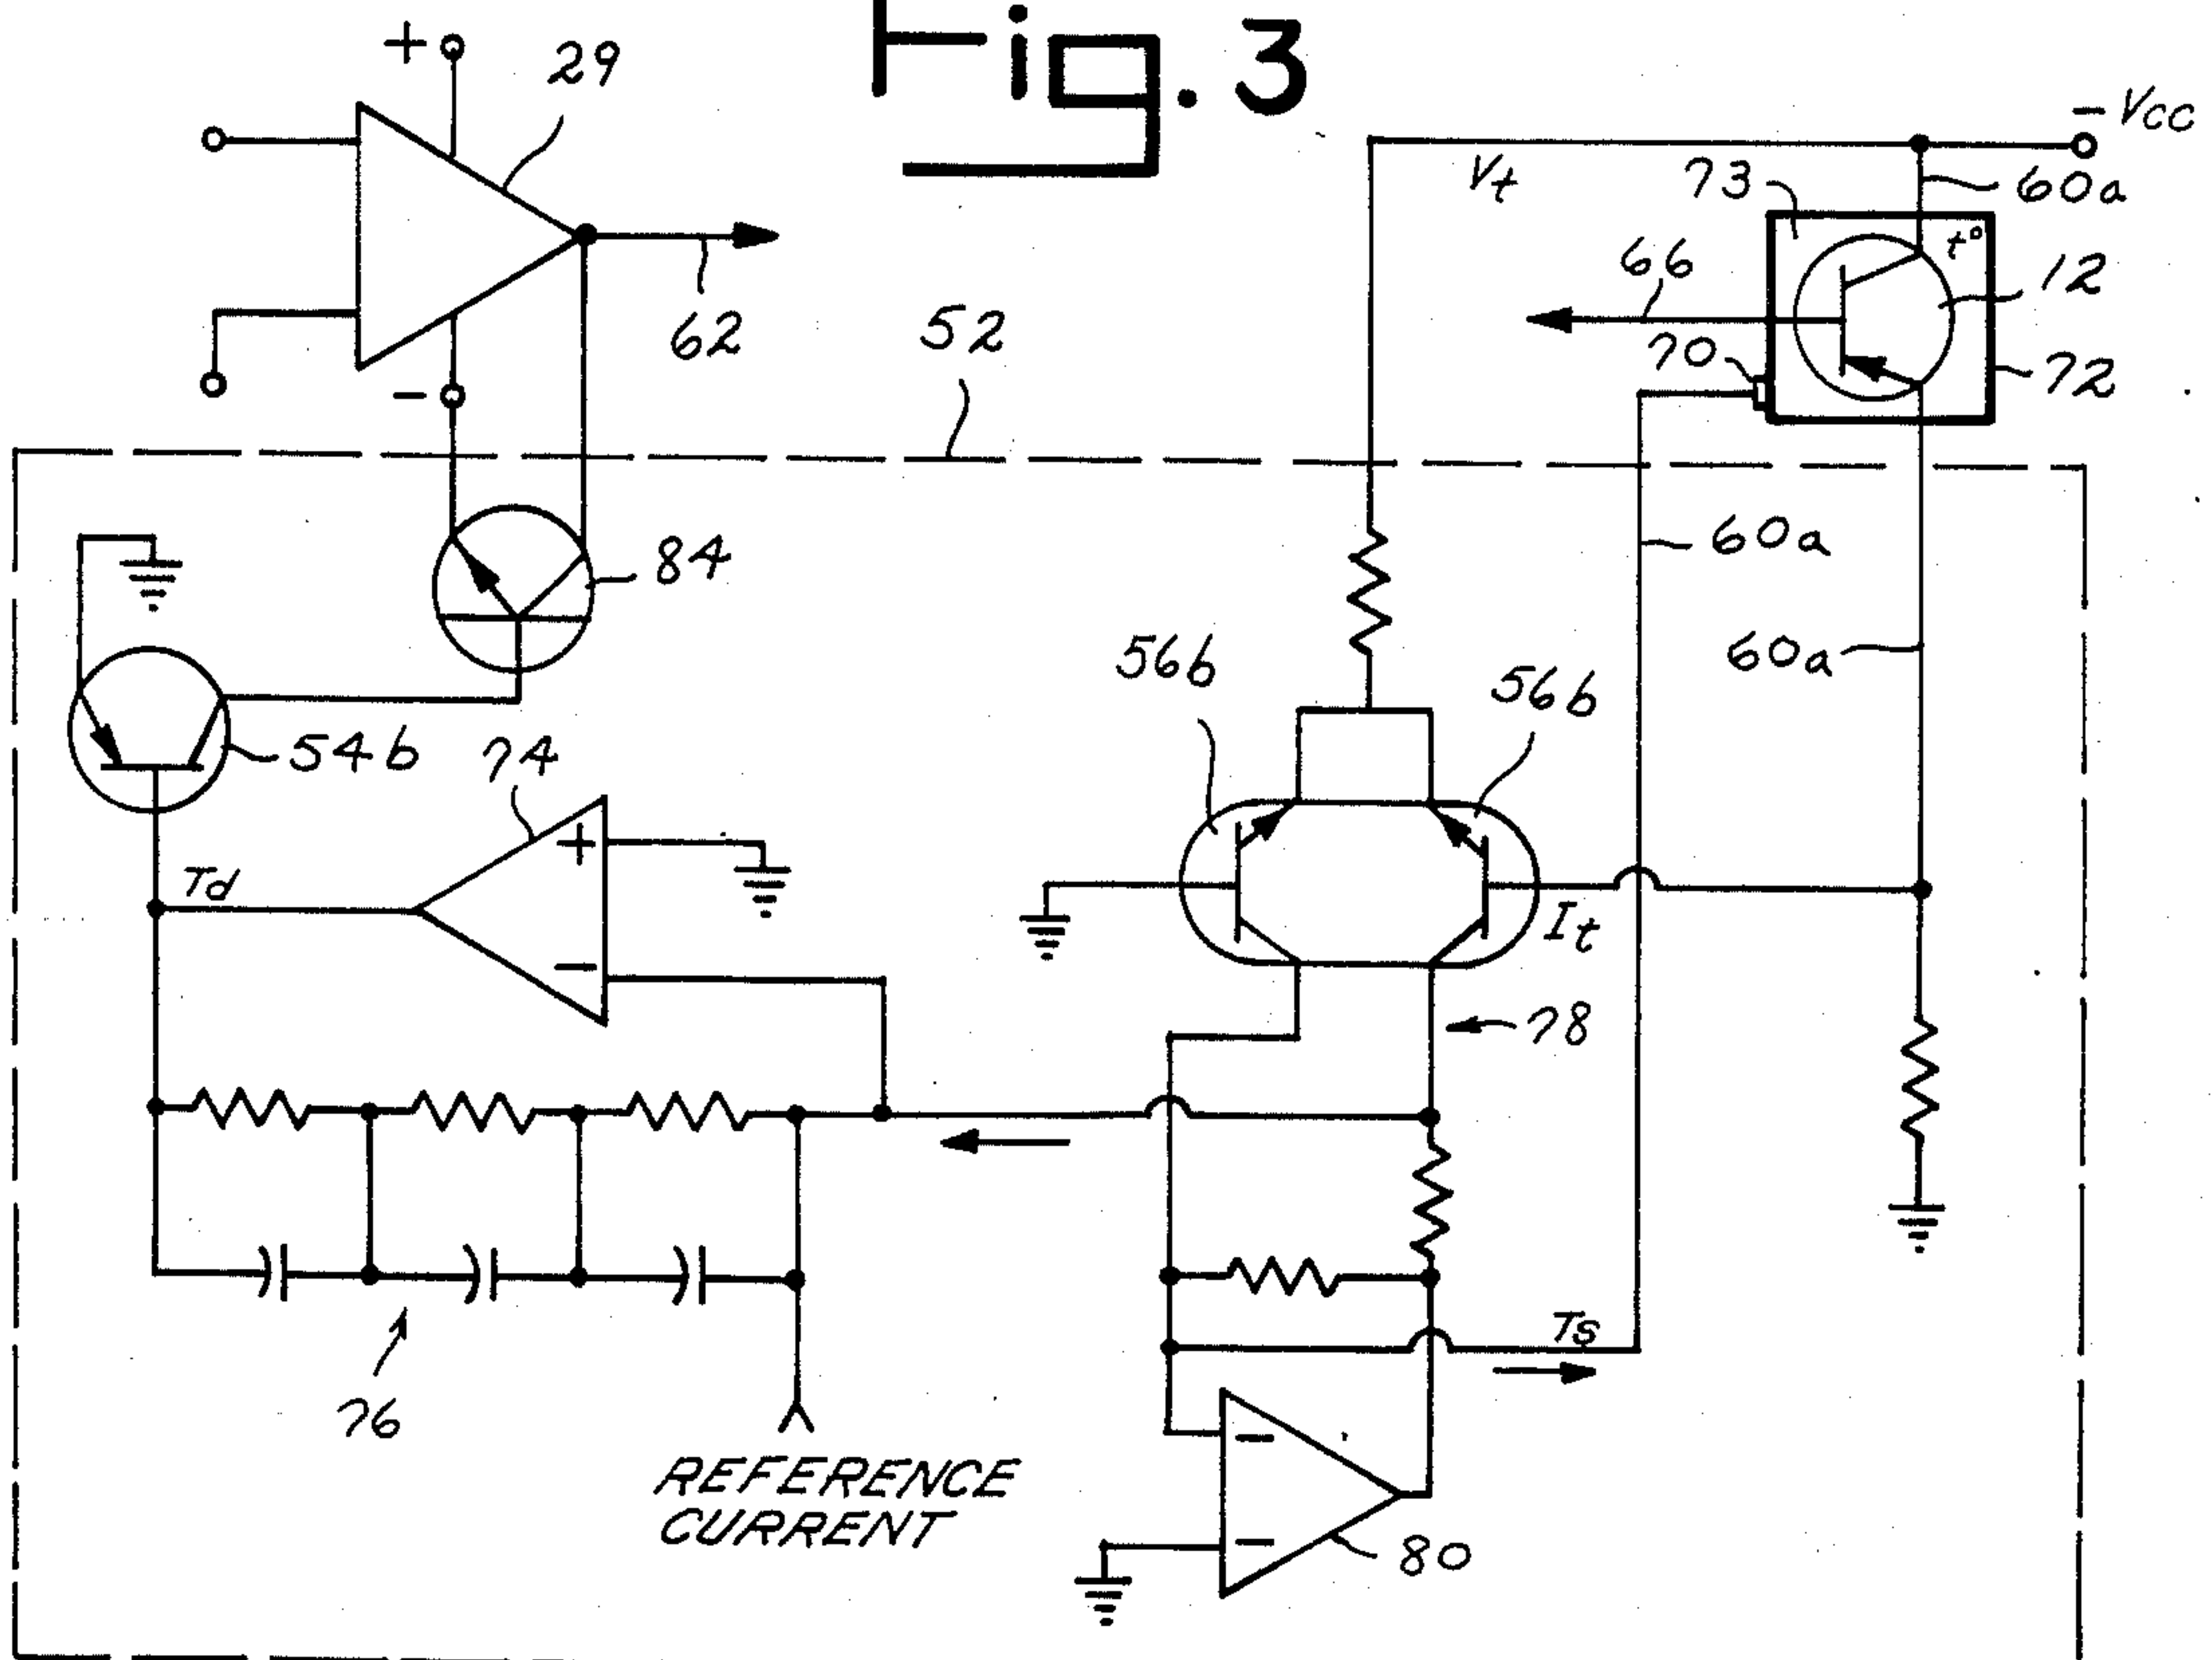 Fig. 3
+
29
- Vcc
Vt
73
60a
t°
66
12
62
52
70
72
-
84
60a
56b
56b
60a
54b
74
+
Td
It
-
78
Ts
76
REFERENCE
CURRENT
-
-
80